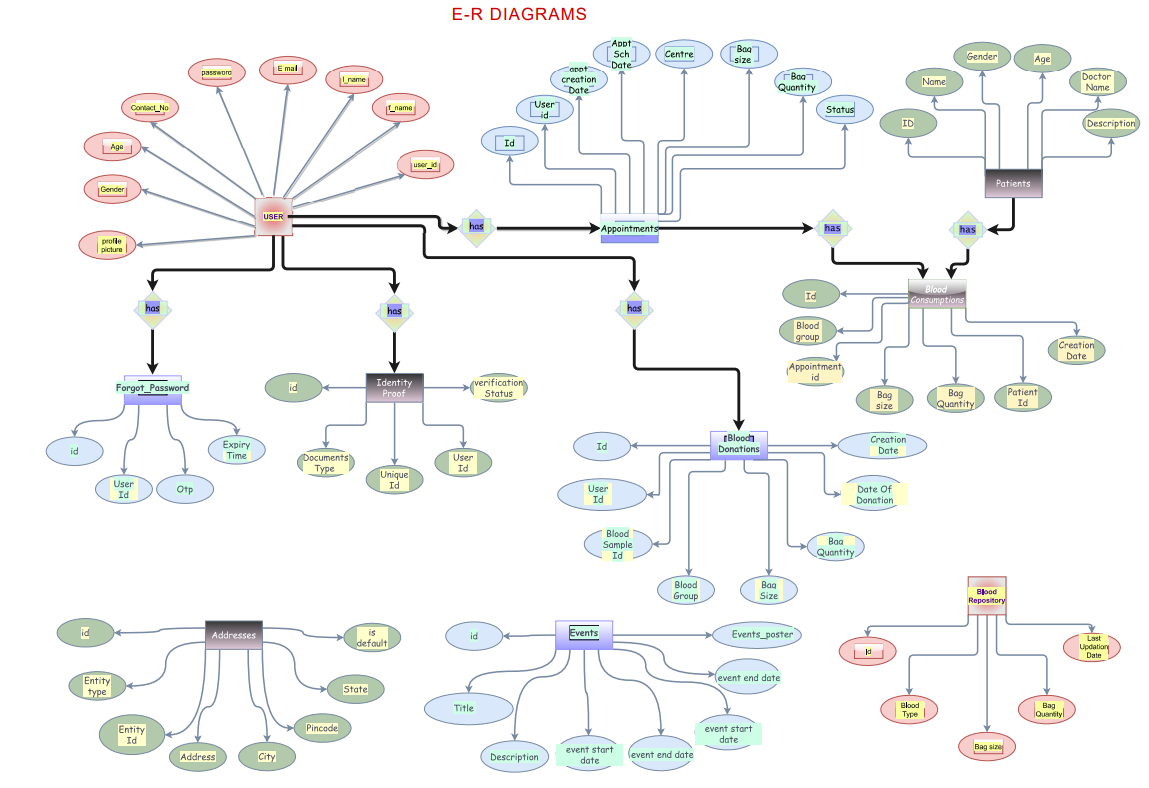 E-R DIAGRAMS
password
E mail
l_name
f_name
user_id
Contact_No
Age
Gender
profile
picture
USER
has
Id
User
id
appt
creation
Date
Appt
Sch
Date
Centre
Bag
size
Bag
Quantity
Status
Appointments
has
ID
Name
Gender
Age
Doctor
Name
Description
Patients
has
has
has
has
Blood
Consumptions
Id
Blood
group
Appointment
id
Bag
size
Bag
Quantity
Patient
Id
Creation
Date
Forgot_Password
id
User
Id
Otp
Expiry
Time
Identity
Proof
id
verification
Status
Documents
Type
Unique
Id
User
Id
Blood
Donations
Id
Creation
Date
User
Id
Date Of
Donation
Blood
Sample
Id
Bag
Quantity
Blood
Group
Bag
Size
Addresses
id
is
default
Entity
type
State
Entity
Id
Pincode
Address
City
Events
id
Events_poster
Title
event end date
Description
event start
date
event end date
event start
date
Blood
Repository
Id
Last
Updation
Date
Blood
Type
Bag
Quantity
Bag size